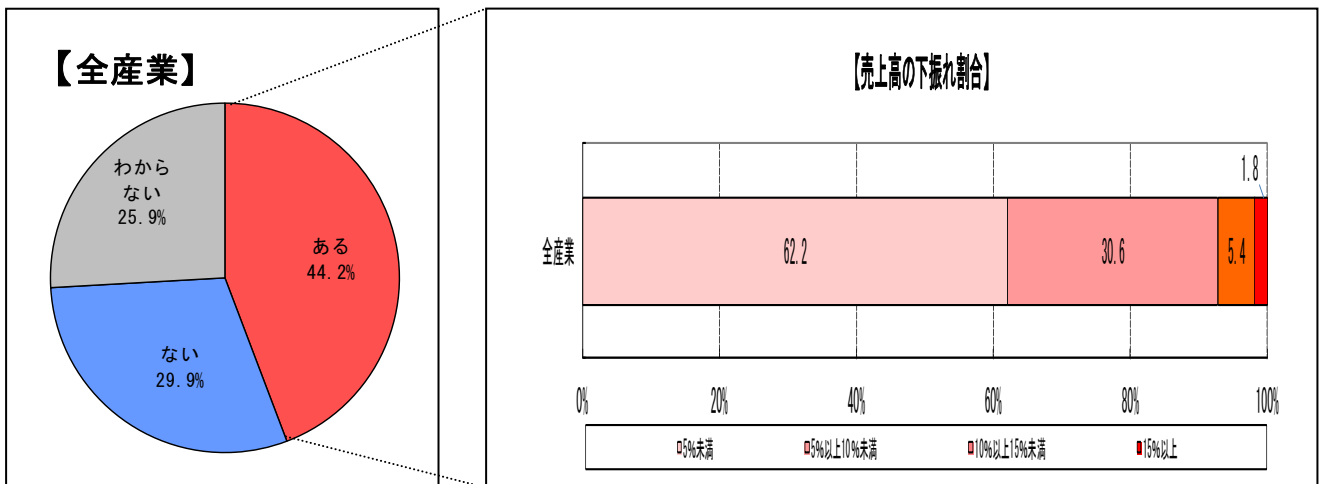 【全産業】
わから
ない
25.9%
ある
44.2%
ない
29.9%
【売上高の下振れ割合】
1.8
全産業
62.2
30.6
5.4
0%
20%
40%
60%
80%
100%
5%未満
5%以上10%未満
10%以上15%未満
15%以上